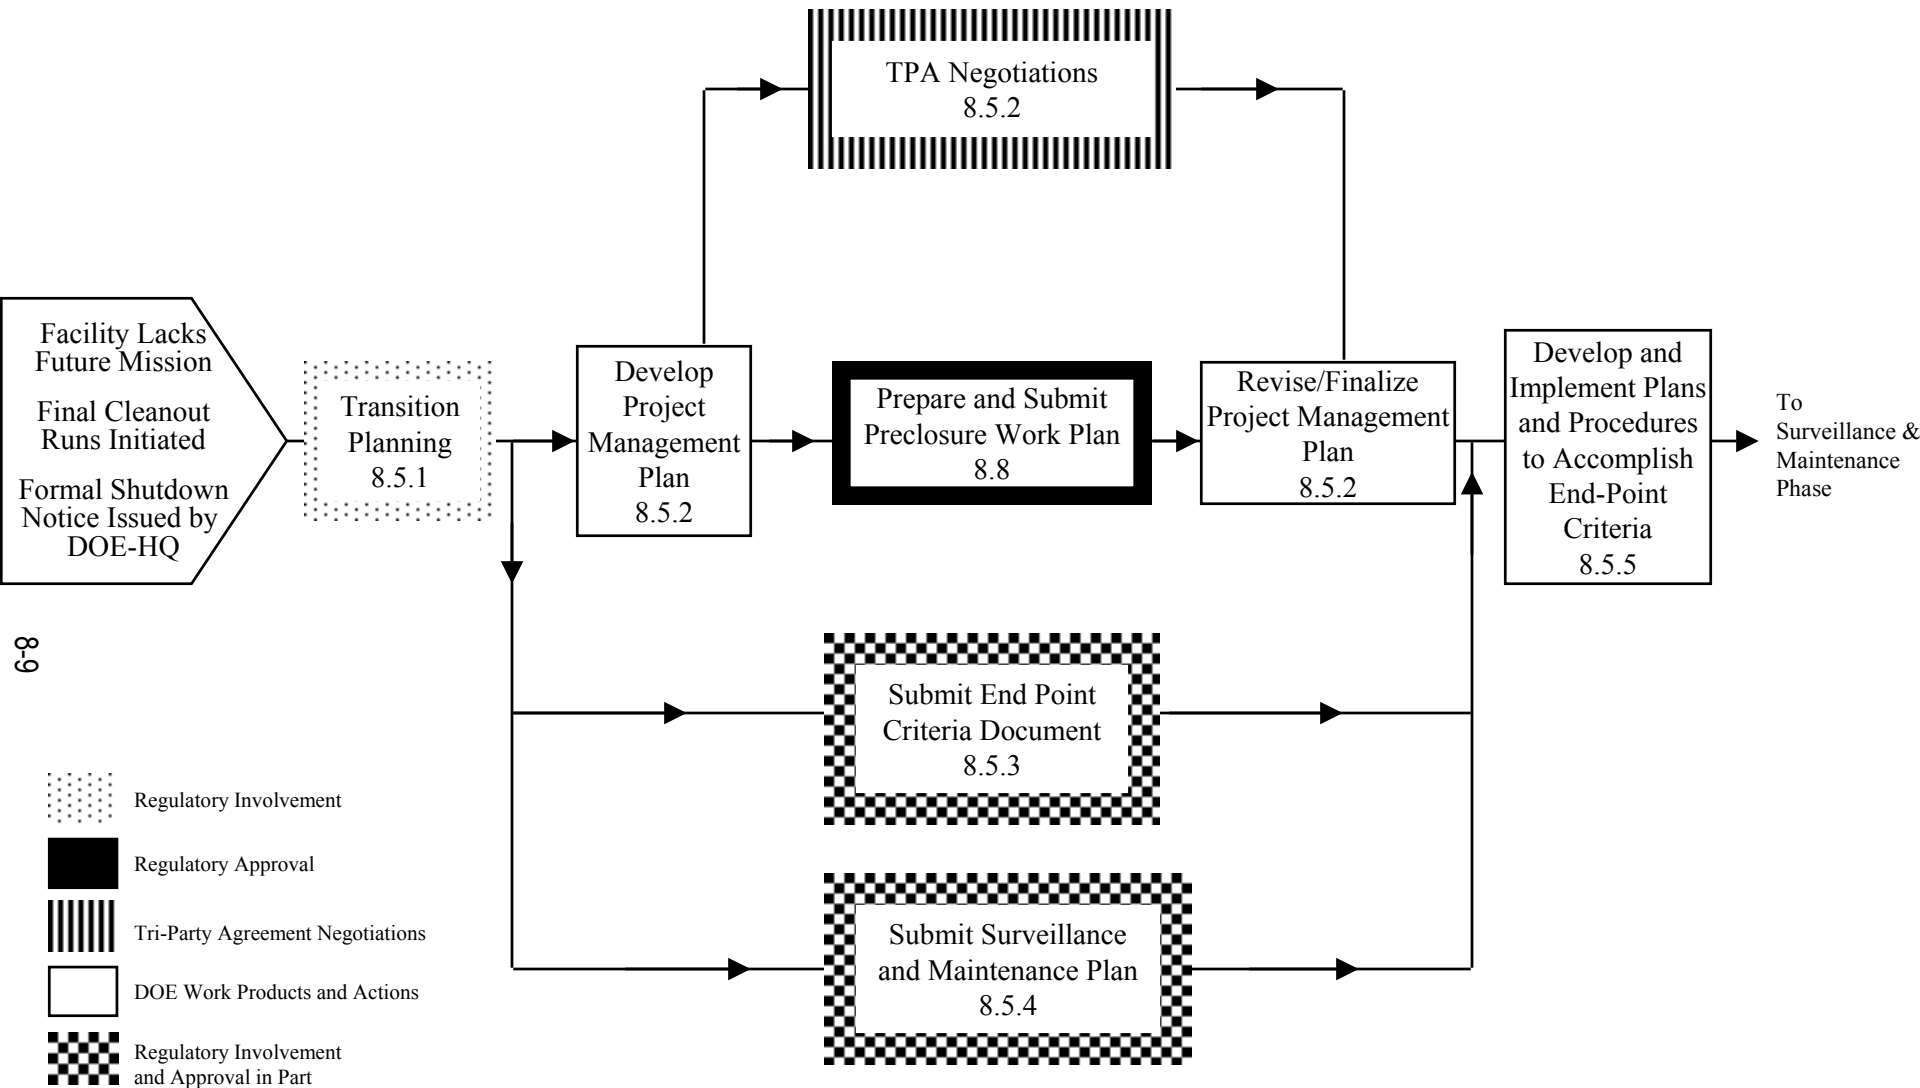 TPA Negotiations
8.5.2
Facility Lacks
Future Mission
Final Cleanout
Runs Initiated
Formal Shutdown
Notice Issued by
DOE-HQ
Transition
Planning
8.5.1
Develop
Project
Management
Plan
8.5.2
Prepare and Submit
Preclosure Work Plan
8.8
Revise/Finalize
Project Management
Plan
8.5.2
Develop and
Implement Plans
and Procedures
to Accomplish
End-Point
Criteria
8.5.5
To
Surveillance &
Maintenance
Phase
Submit End Point
Criteria Document
8.5.3
Submit Surveillance
and Maintenance Plan
8.5.4
8-9
Regulatory Involvement
Regulatory Approval
Tri-Party Agreement Negotiations
DOE Work Products and Actions
Regulatory Involvement
and Approval in Part